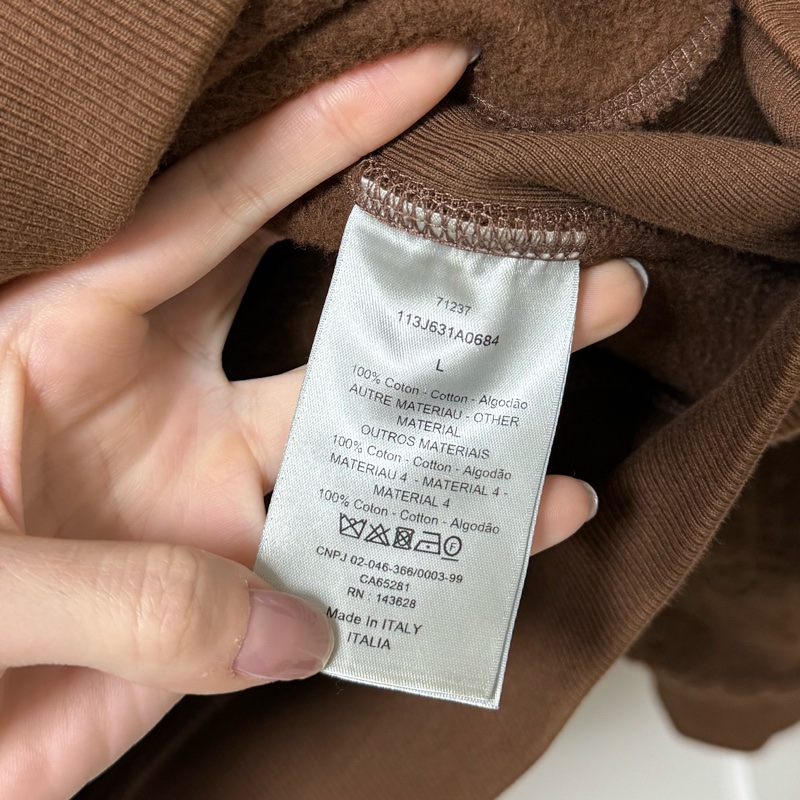 71237
113J631A0684
L
100% Coton - Cotton - Algodão
AUTRE MATERIAU - OTHER
MATERIAL
OUTROS MATERIAIS
100% Coton - Cotton - Algodão
MATERIAU 4 - MATERIAL 4 -
MATERIAL 4
100% Coton - Cotton - Algodão
F
CNPJ 02-046-366/0003-99
CA65281
RN : 143628
Made In ITALY
ITALIA